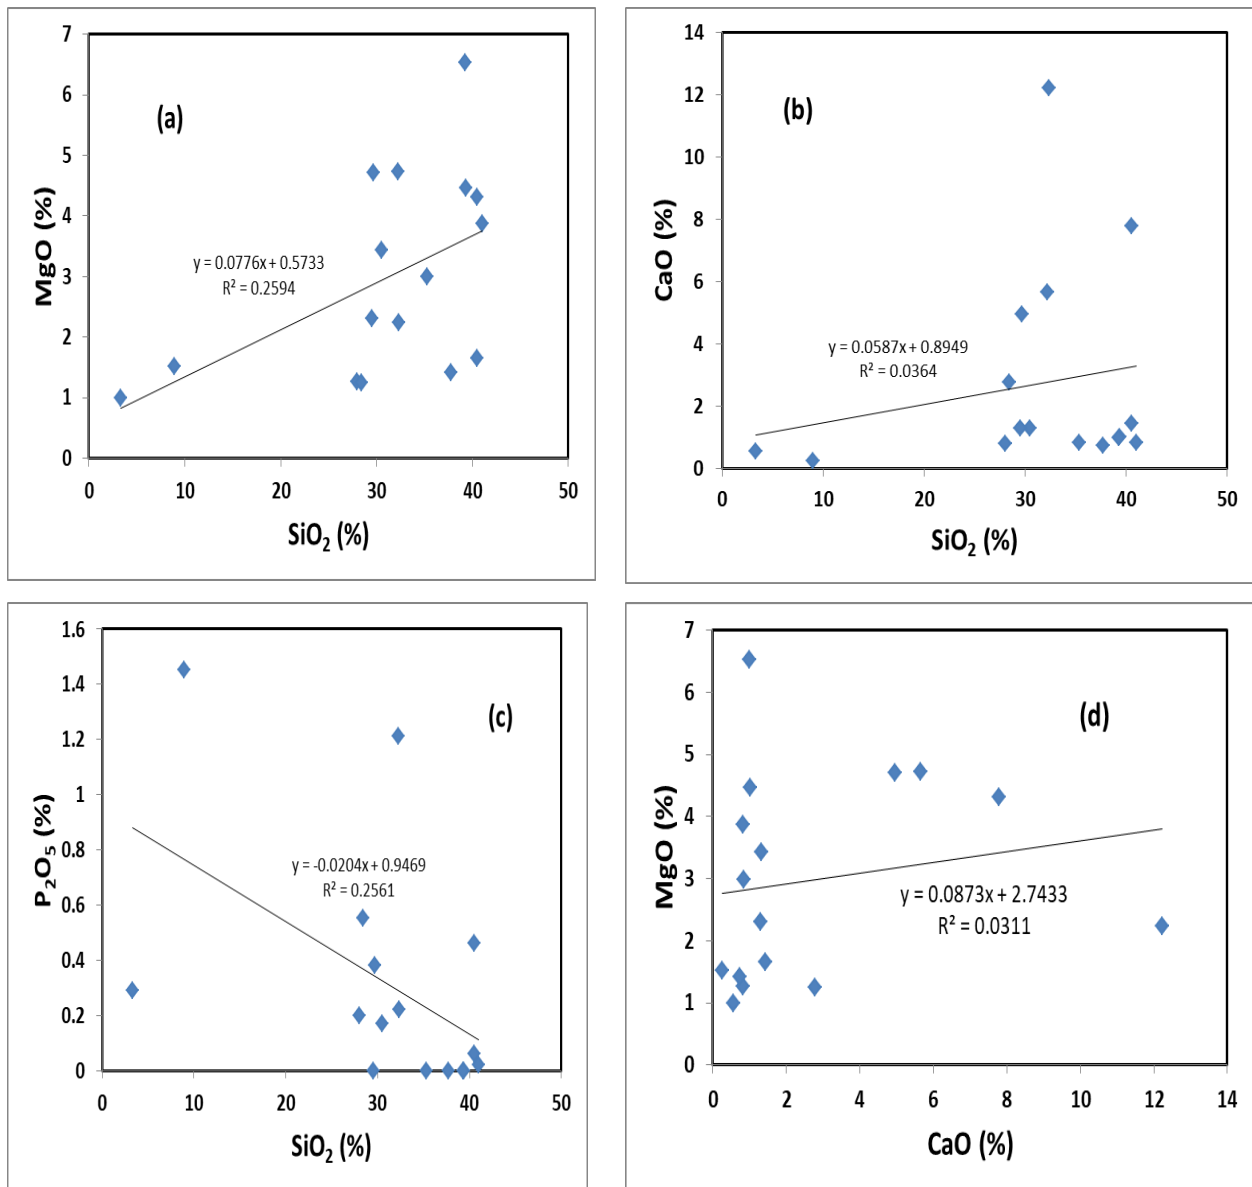 (a)
MgO (%)
7
6
5
4
3
2
1
0
y = 0.0776x + 0.5733
R² = 0.2594
0 10 20 30 40 50
SiO₂ (%)
(b)
CaO (%)
14
12
10
8
6
4
2
0
y = 0.0587x + 0.8949
R² = 0.0364
0 10 20 30 40 50
SiO₂ (%)
(c)
P₂O₅ (%)
1.6
1.4
1.2
1
0.8
0.6
0.4
0.2
0
y = -0.0204x + 0.9469
R² = 0.2561
0 10 20 30 40 50
SiO₂ (%)
(d)
MgO (%)
7
6
5
4
3
2
1
0
y = 0.0873x + 2.7433
R² = 0.0311
0 2 4 6 8 10 12 14
CaO (%)